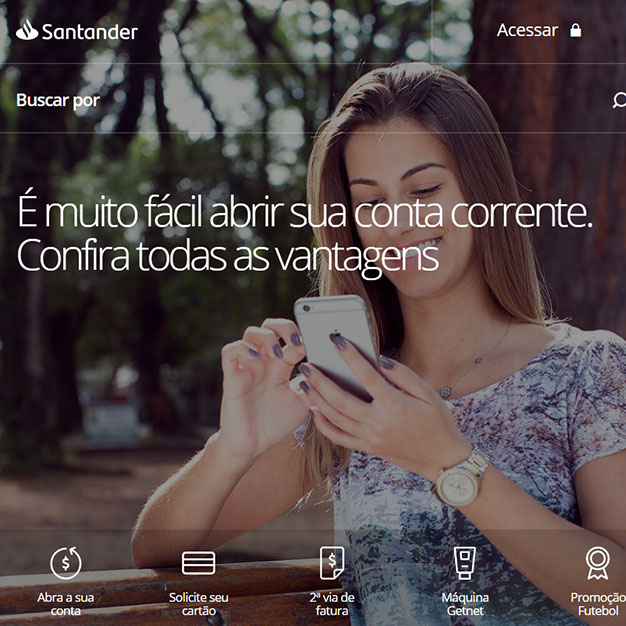 Santander
Acessar
Buscar por
É muito fácil abrir sua conta corrente.
Confira todas as vantagens
Abra a sua
conta
Solicite seu
cartão
2ª via de
fatura
Máquina
Getnet
Promoção
Futebol